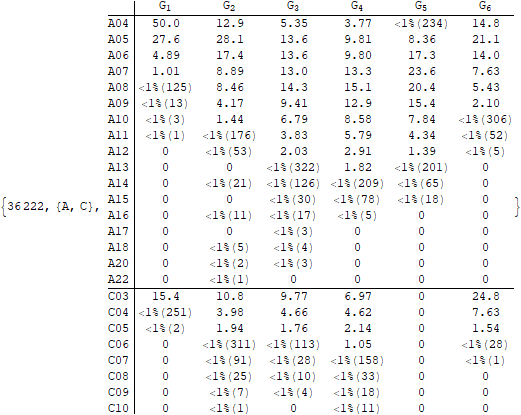 G1 G2 G3 G4 G5 G6
A04 50.0 12.9 5.35 3.77 <1%(234) 14.8
A05 27.6 28.1 13.6 9.81 8.36 21.1
A06 4.89 17.4 13.6 9.80 17.3 14.0
A07 1.01 8.89 13.0 13.3 23.6 7.63
A08 <1%(125) 8.46 14.3 15.1 20.4 5.43
A09 <1%(13) 4.17 9.41 12.9 15.4 2.10
A10 <1%(3) 1.44 6.79 8.58 7.84 <1%(306)
A11 <1%(1) <1%(176) 3.83 5.79 4.34 <1%(52)
A12 0 <1%(53) 2.03 2.91 1.39 <1%(5)
A13 0 0 <1%(322) 1.82 <1%(201) 0
A14 0 <1%(21) <1%(126) <1%(209) <1%(65) 0
A15 0 0 <1%(30) <1%(78) <1%(18) 0
{36222, {A, C}, A16 0 <1%(11) <1%(17) <1%(5) 0 0 }
A17 0 0 <1%(3) 0 0 0
A18 0 <1%(5) <1%(4) 0 0 0
A20 0 <1%(2) <1%(3) 0 0 0
A22 0 <1%(1) 0 0 0 0
C03 15.4 10.8 9.77 6.97 0 24.8
C04 <1%(251) 3.98 4.66 4.62 0 7.63
C05 <1%(2) 1.94 1.76 2.14 0 1.54
C06 0 <1%(311) <1%(113) 1.05 0 <1%(28)
C07 0 <1%(91) <1%(28) <1%(158) 0 <1%(1)
C08 0 <1%(25) <1%(10) <1%(33) 0 0
C09 0 <1%(7) <1%(4) <1%(18) 0 0
C10 0 <1%(1) 0 <1%(11) 0 0